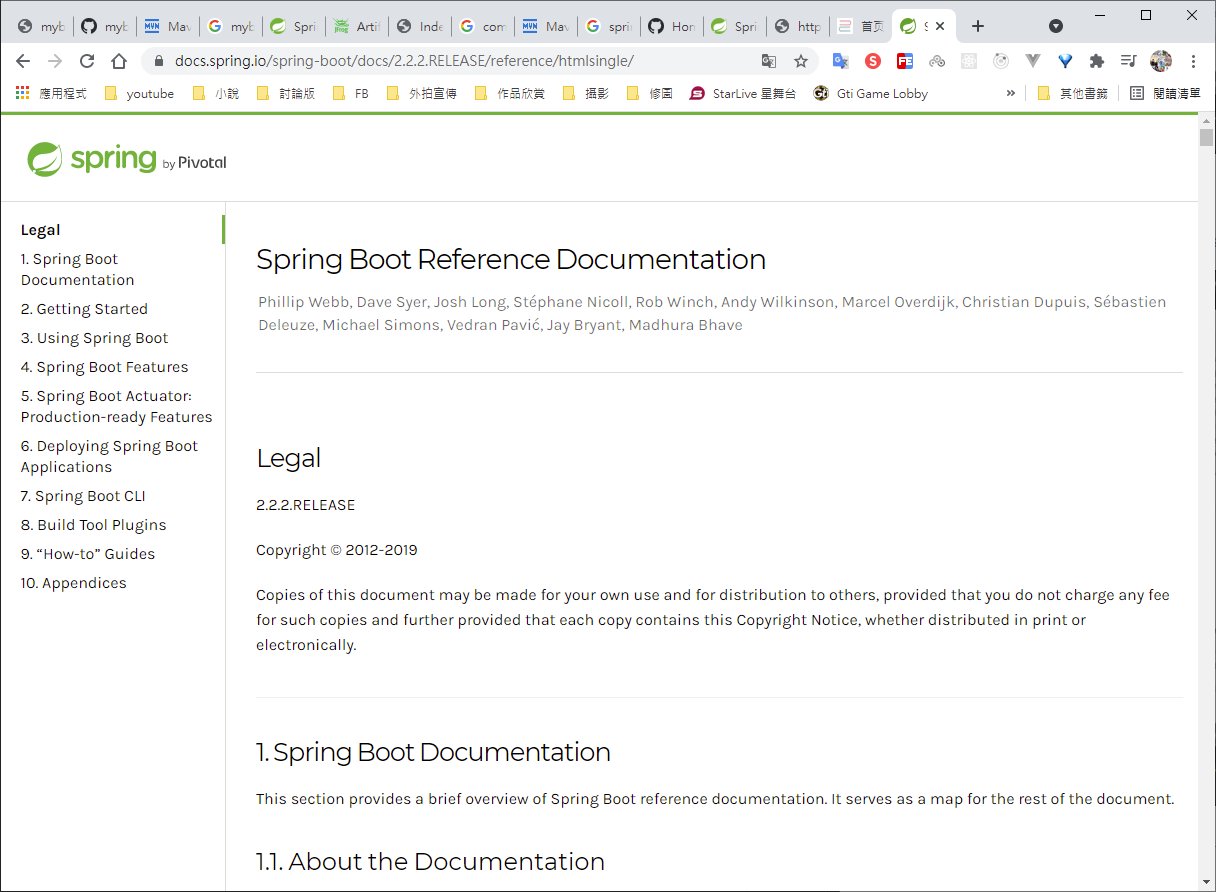 myb
myb
Mav
myb
Spri
Artif
Inde
com
Mav
spri
Hon
Spri
http
首页
docs.spring.io/spring-boot/docs/2.2.2.RELEASE/reference/htmlsingle/
應用程式
youtube
小說
討論版
FB
外拍宣傳
作品欣賞
攝影
修圖
StarLive 星舞台
Gti Game Lobby
»
其他書籤
閱讀清單
spring by Pivotal
Legal
1. Spring Boot
Documentation
2. Getting Started
3. Using Spring Boot
4. Spring Boot Features
5. Spring Boot Actuator:
Production-ready Features
6. Deploying Spring Boot
Applications
7. Spring Boot CLI
8. Build Tool Plugins
9. “How-to” Guides
10. Appendices
Spring Boot Reference Documentation
Phillip Webb, Dave Syer, Josh Long, Stéphane Nicoll, Rob Winch, Andy Wilkinson, Marcel Overdijk, Christian Dupuis, Sébastien
Deleuze, Michael Simons, Vedran Pavić, Jay Bryant, Madhura Bhave
Legal
2.2.2.RELEASE
Copyright © 2012-2019
Copies of this document may be made for your own use and for distribution to others, provided that you do not charge any fee
for such copies and further provided that each copy contains this Copyright Notice, whether distributed in print or
electronically.
1. Spring Boot Documentation
This section provides a brief overview of Spring Boot reference documentation. It serves as a map for the rest of the document.
1.1. About the Documentation